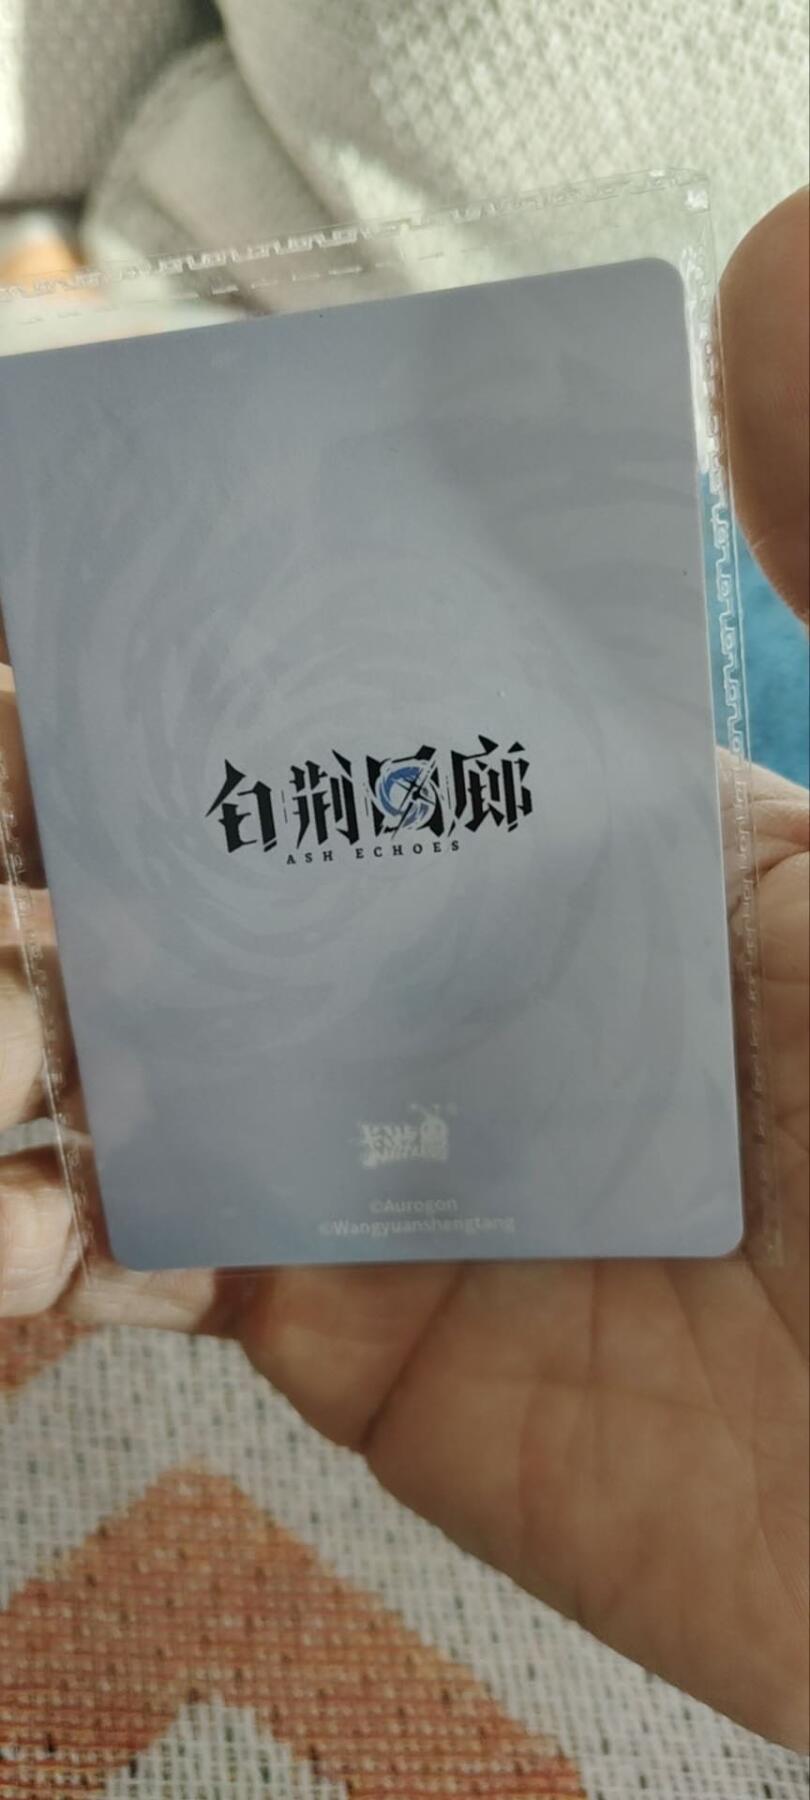 白荆回廊
ASH ECHOES
©Aurogon
©Wangyuanshengtang